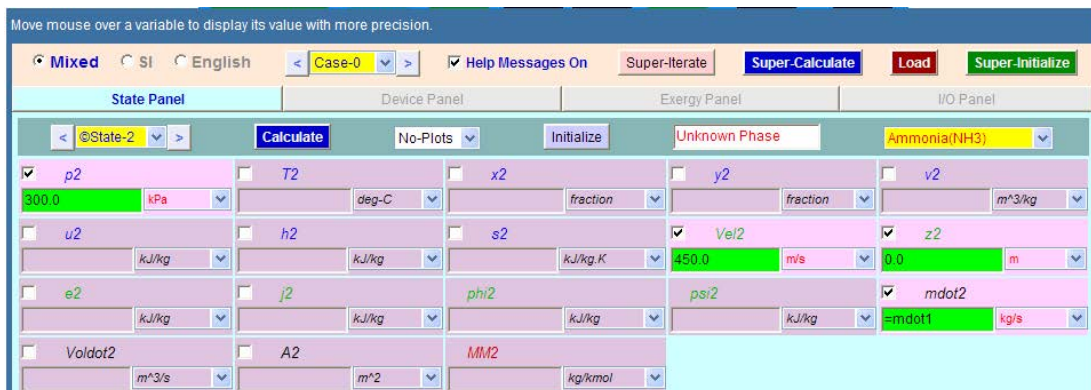 Move mouse over a variable to display its value with more precision.
Mixed SI English < Case-0 > Help Messages On Super-Iterate Super-Calculate Load Super-Initialize
State Panel Device Panel Exergy Panel I/O Panel
< ©State-2 > Calculate No-Plots Initialize Unknown Phase Ammonia(NH3)
p2 T2 x2 y2 v2
300.0 kPa deg-C fraction fraction m^3/kg
u2 h2 s2 Vel2 z2
kJ/kg kJ/kg kJ/kg.K 450.0 m/s 0.0 m
e2 j2 phi2 psi2 mdot2
kJ/kg kJ/kg kJ/kg kJ/kg =mdot1 kg/s
Voldot2 A2 MM2
m^3/s m^2 kg/kmol